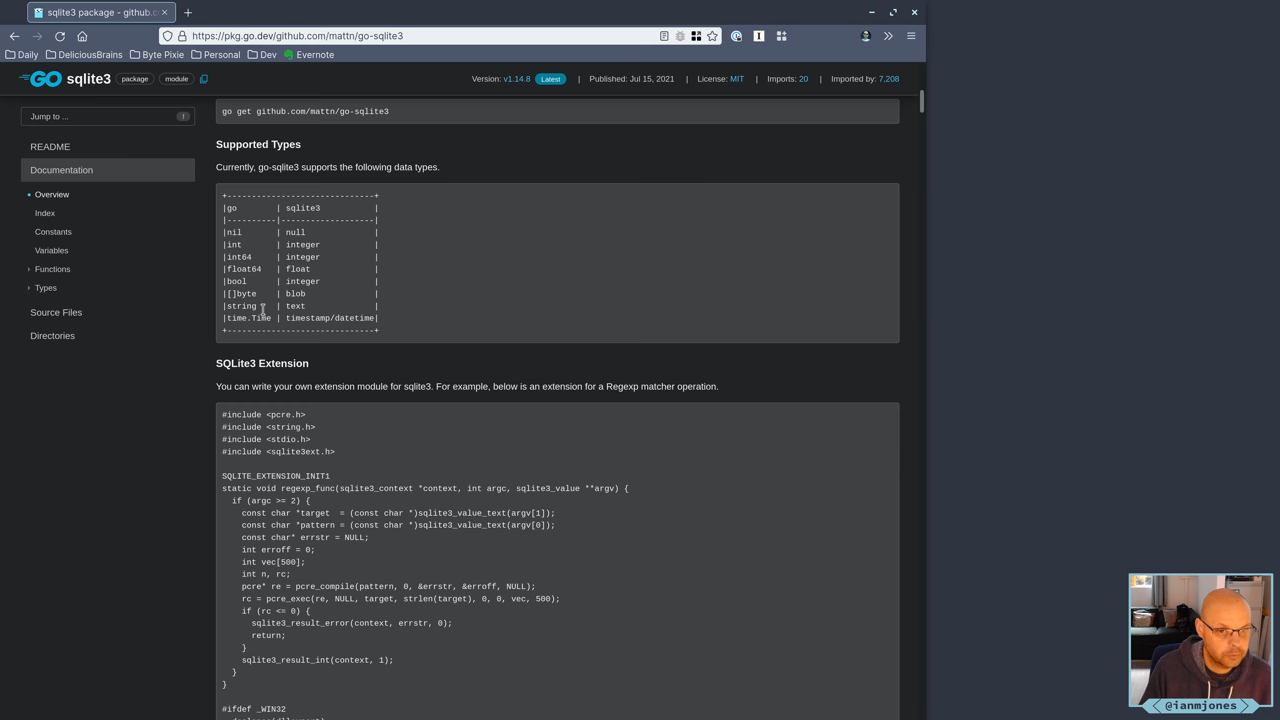 sqlite3 package - github.c
https://pkg.go.dev/github.com/mattn/go-sqlite3
Daily DeliciousBrains Byte Pixie Personal Dev Evernote
GO sqlite3 package module Version: v1.14.8 Latest | Published: Jul 15, 2021 | License: MIT | Imports: 20 | Imported by: 7,208
Jump to ... /
README
Documentation
Overview
Index
Constants
Variables
Functions
Types
Source Files
Directories
go get github.com/mattn/go-sqlite3
Supported Types
Currently, go-sqlite3 supports the following data types.
+------------------------------+
|go        | sqlite3           |
|----------|-------------------|
|nil       | null              |
|int       | integer           |
|int64     | integer           |
|float64   | float             |
|bool      | integer           |
|[]byte    | blob              |
|string    | text              |
|time.Time | timestamp/datetime|
+------------------------------+
SQLite3 Extension
You can write your own extension module for sqlite3. For example, below is an extension for a Regexp matcher operation.
#include <pcre.h>
#include <string.h>
#include <stdio.h>
#include <sqlite3ext.h>
SQLITE_EXTENSION_INIT1
static void regexp_func(sqlite3_context *context, int argc, sqlite3_value **argv) {
  if (argc >= 2) {
    const char *target  = (const char *)sqlite3_value_text(argv[1]);
    const char *pattern = (const char *)sqlite3_value_text(argv[0]);
    const char* errstr = NULL;
    int erroff = 0;
    int vec[500];
    int n, rc;
    pcre* re = pcre_compile(pattern, 0, &errstr, &erroff, NULL);
    rc = pcre_exec(re, NULL, target, strlen(target), 0, 0, vec, 500);
    if (rc <= 0) {
      sqlite3_result_error(context, errstr, 0);
      return;
    }
    sqlite3_result_int(context, 1);
  }
}
#ifdef _WIN32
@ianmjones